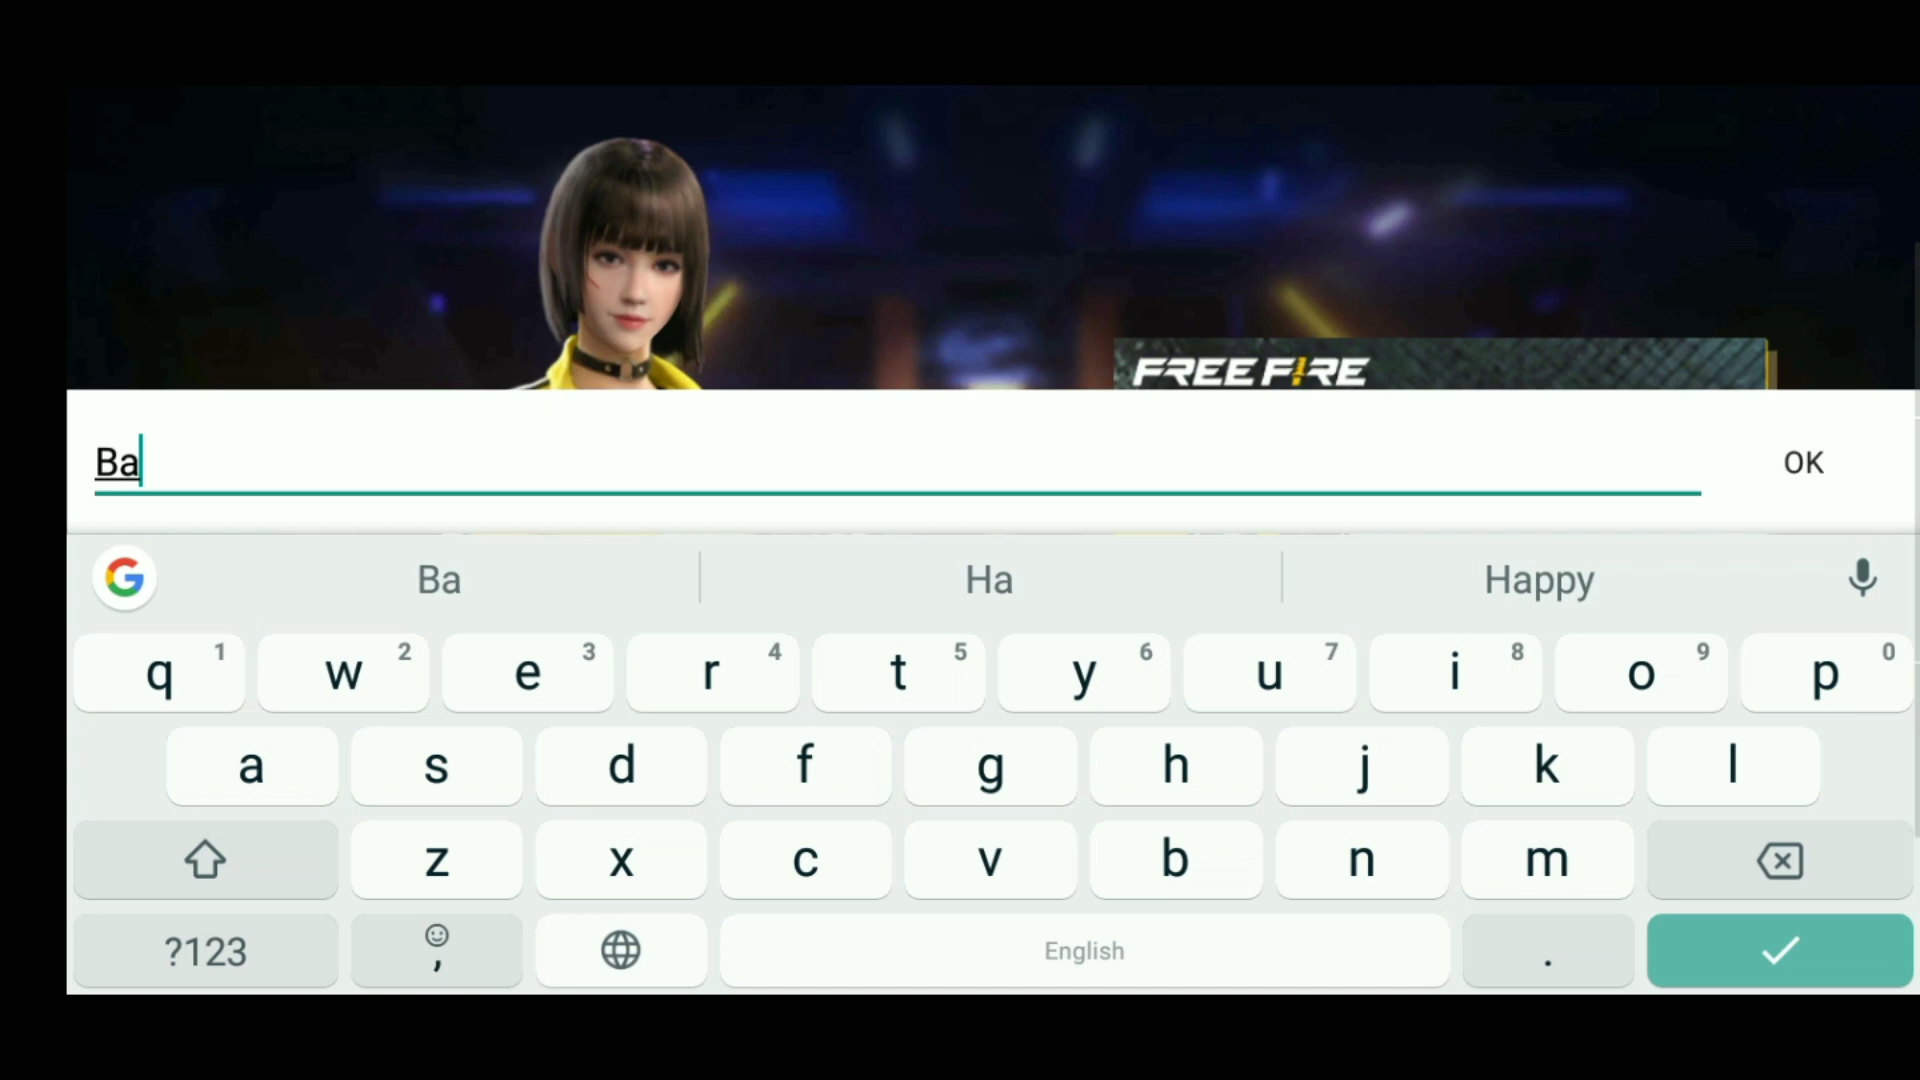 FREE FIRE
Ba
OK
Ba Ha Happy
q 1 w 2 e 3 r 4 t 5 y 6 u 7 i 8 o 9 p 0
a s d f g h j k l
z x c v b n m
?123 , English .